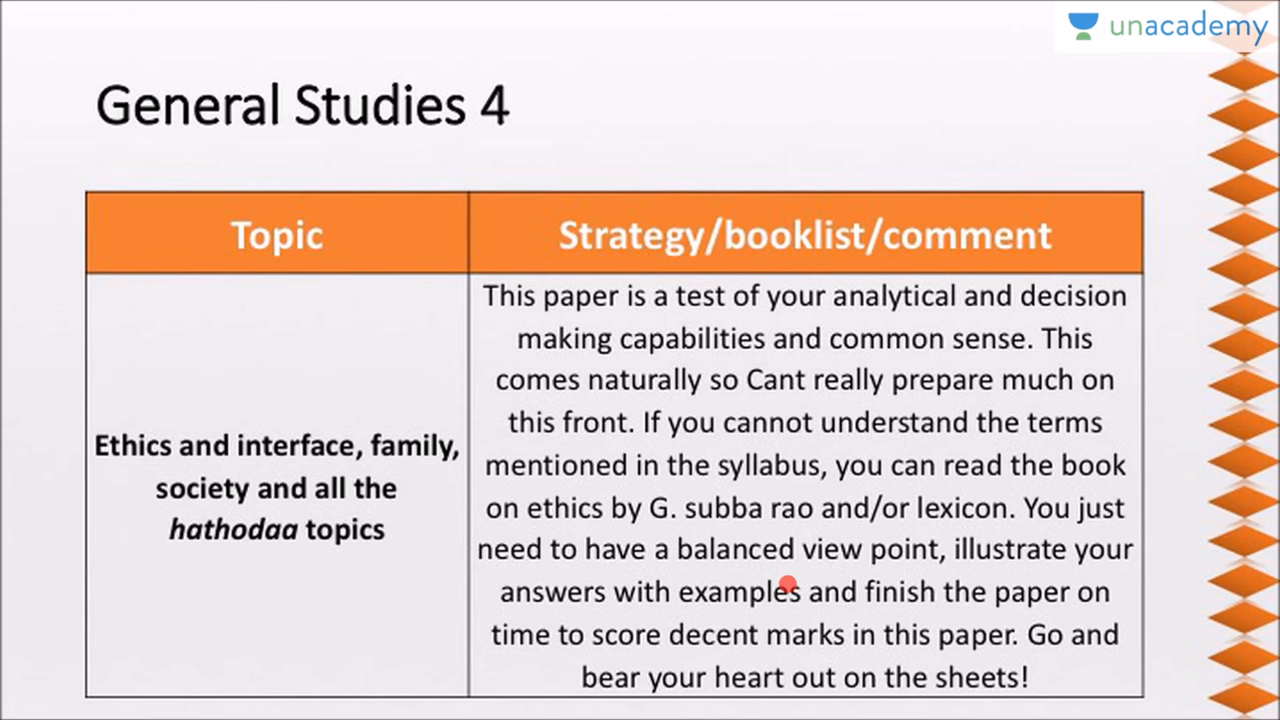 unacademy
General Studies 4
Topic
Strategy/booklist/comment
Ethics and interface, family,
society and all the
hathodaa topics
This paper is a test of your analytical and decision
making capabilities and common sense. This
comes naturally so Cant really prepare much on
this front. If you cannot understand the terms
mentioned in the syllabus, you can read the book
on ethics by G. subba rao and/or lexicon. You just
need to have a balanced view point, illustrate your
answers with examples and finish the paper on
time to score decent marks in this paper. Go and
bear your heart out on the sheets!